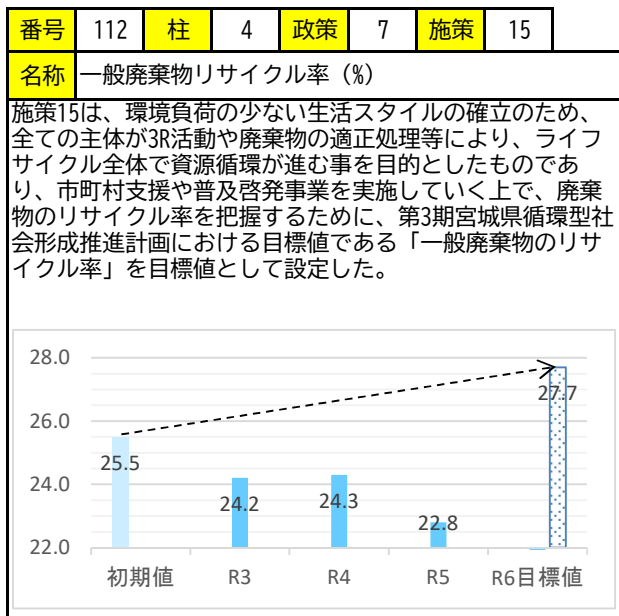 番号 112 柱 4 政策 7 施策 15
名称 一般廃棄物リサイクル率（%）
施策15は、環境負荷の少ない生活スタイルの確立のため、
全ての主体が3R活動や廃棄物の適正処理等により、ライフ
サイクル全体で資源循環が進む事を目的としたものであ
り、市町村支援や普及啓発事業を実施していく上で、廃棄
物のリサイクル率を把握するために、第3期宮城県循環型社
会形成推進計画における目標値である「一般廃棄物のリサ
イクル率」を目標値として設定した。
28.0
27.7
26.0
25.5
24.0
24.2
24.3
22.8
22.0
初期値 R3 R4 R5 R6目標値